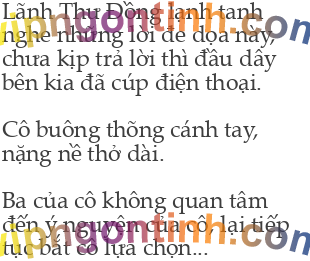 Lãnh Thư Đồng lanh tanh
nghe những lời đe dọa này,
chưa kịp trả lời thì đầu dây
bên kia đã cúp điện thoại.
Cô buông thõng cánh tay,
nặng nề thở dài.
Ba của cô không quan tâm
đến ý nguyện của cô, lại tiếp
tục bắt cô lựa chọn...